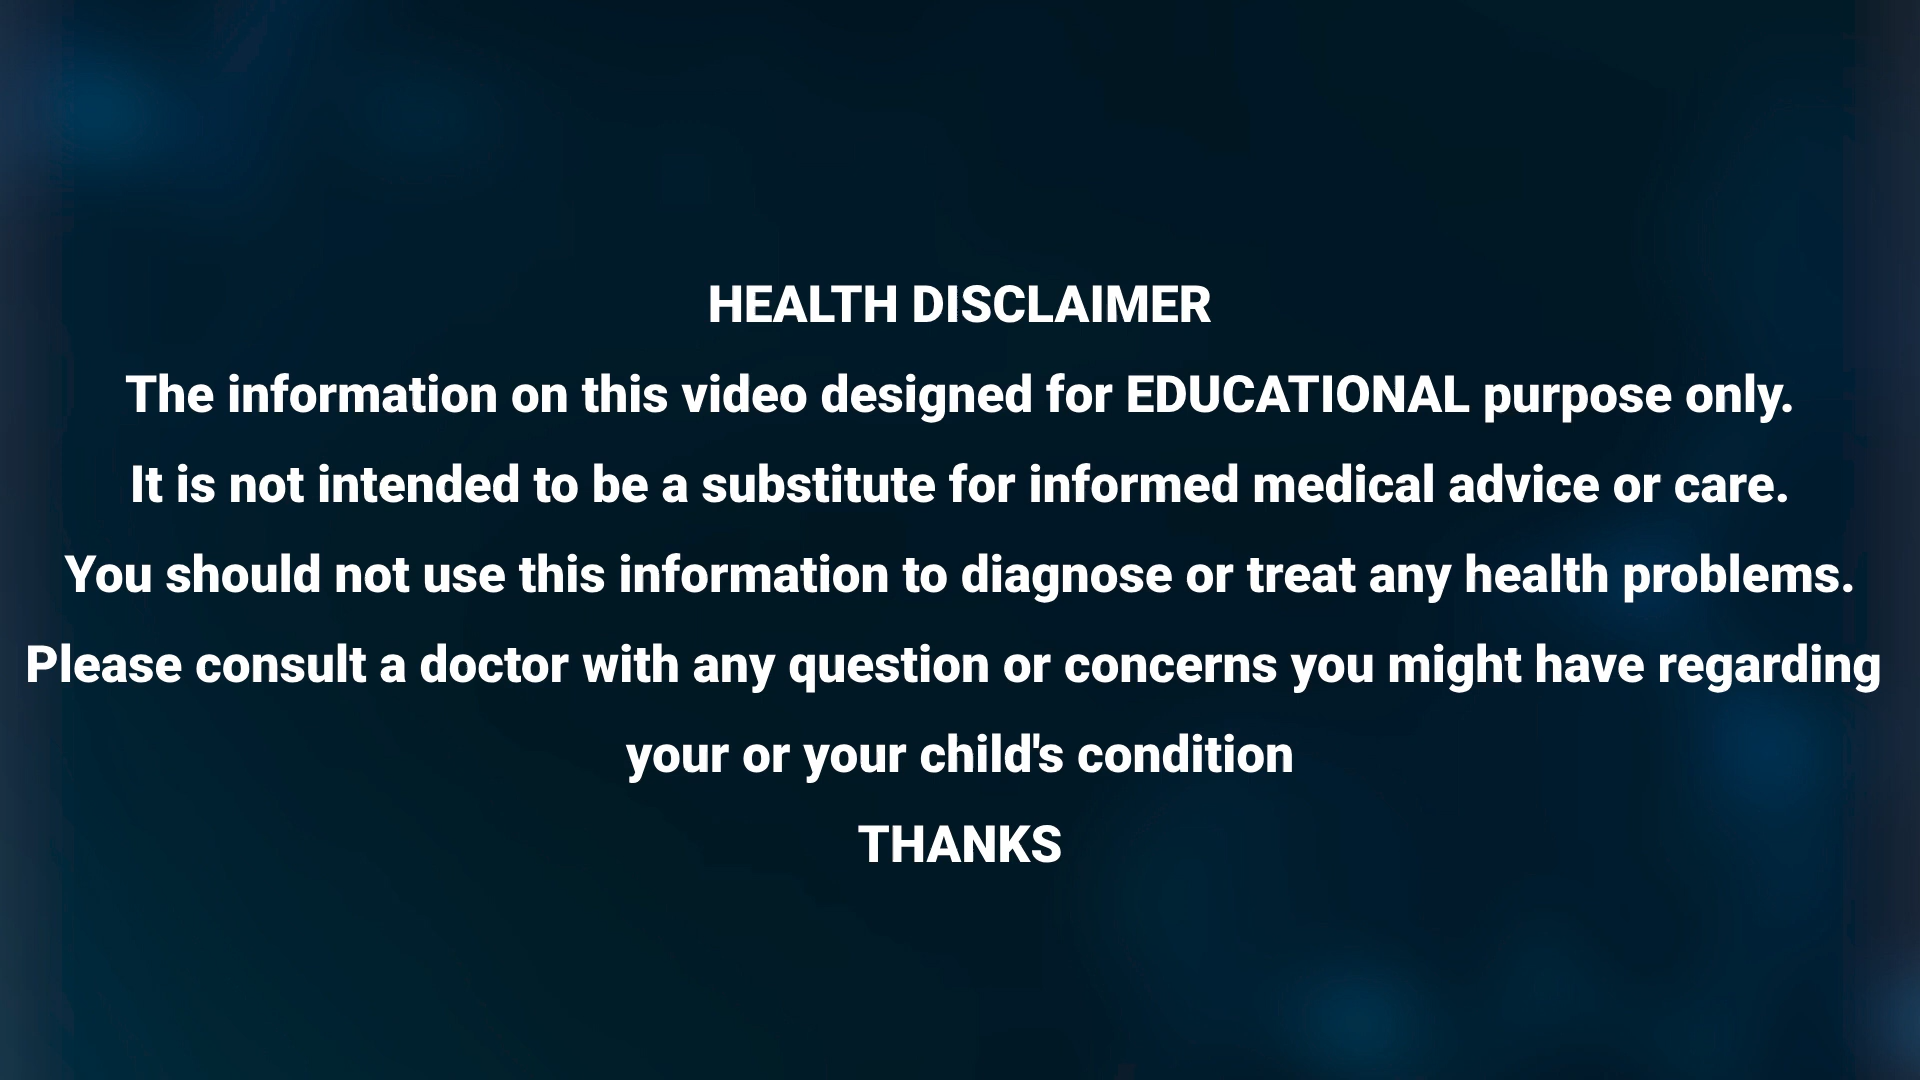 HEALTH DISCLAIMER
The information on this video designed for EDUCATIONAL purpose only.
It is not intended to be a substitute for informed medical advice or care.
You should not use this information to diagnose or treat any health problems.
Please consult a doctor with any question or concerns you might have regarding
your or your child's condition
THANKS